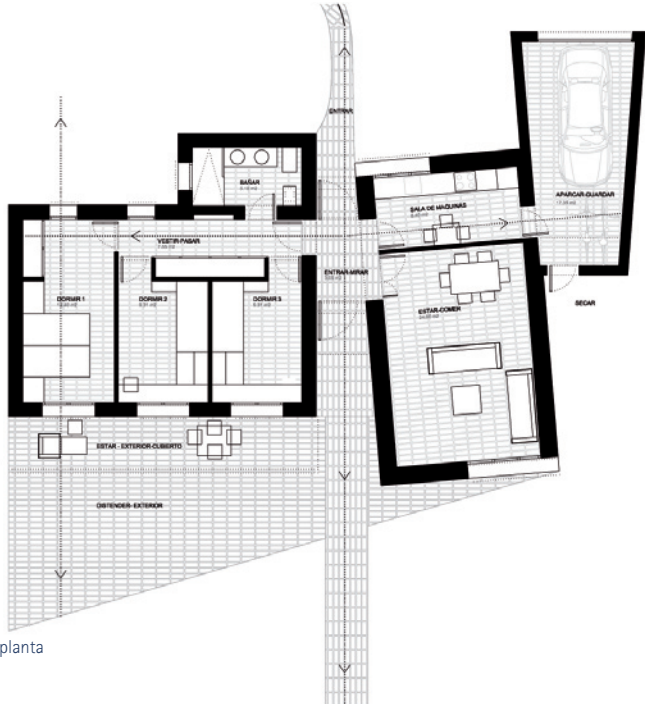 ENTRAR
BAÑAR
SALA DE MAQUINAS
APARCAR-GUARDAR
VESTIR-PASAR
ENTRAR-MIRAR
DORMIR 1
DORMIR 2
DORMIR 3
ESTAR-COMER
SECAR
ESTAR - EXTERIOR-CUBIERTO
DISTENDER-EXTERIOR
planta